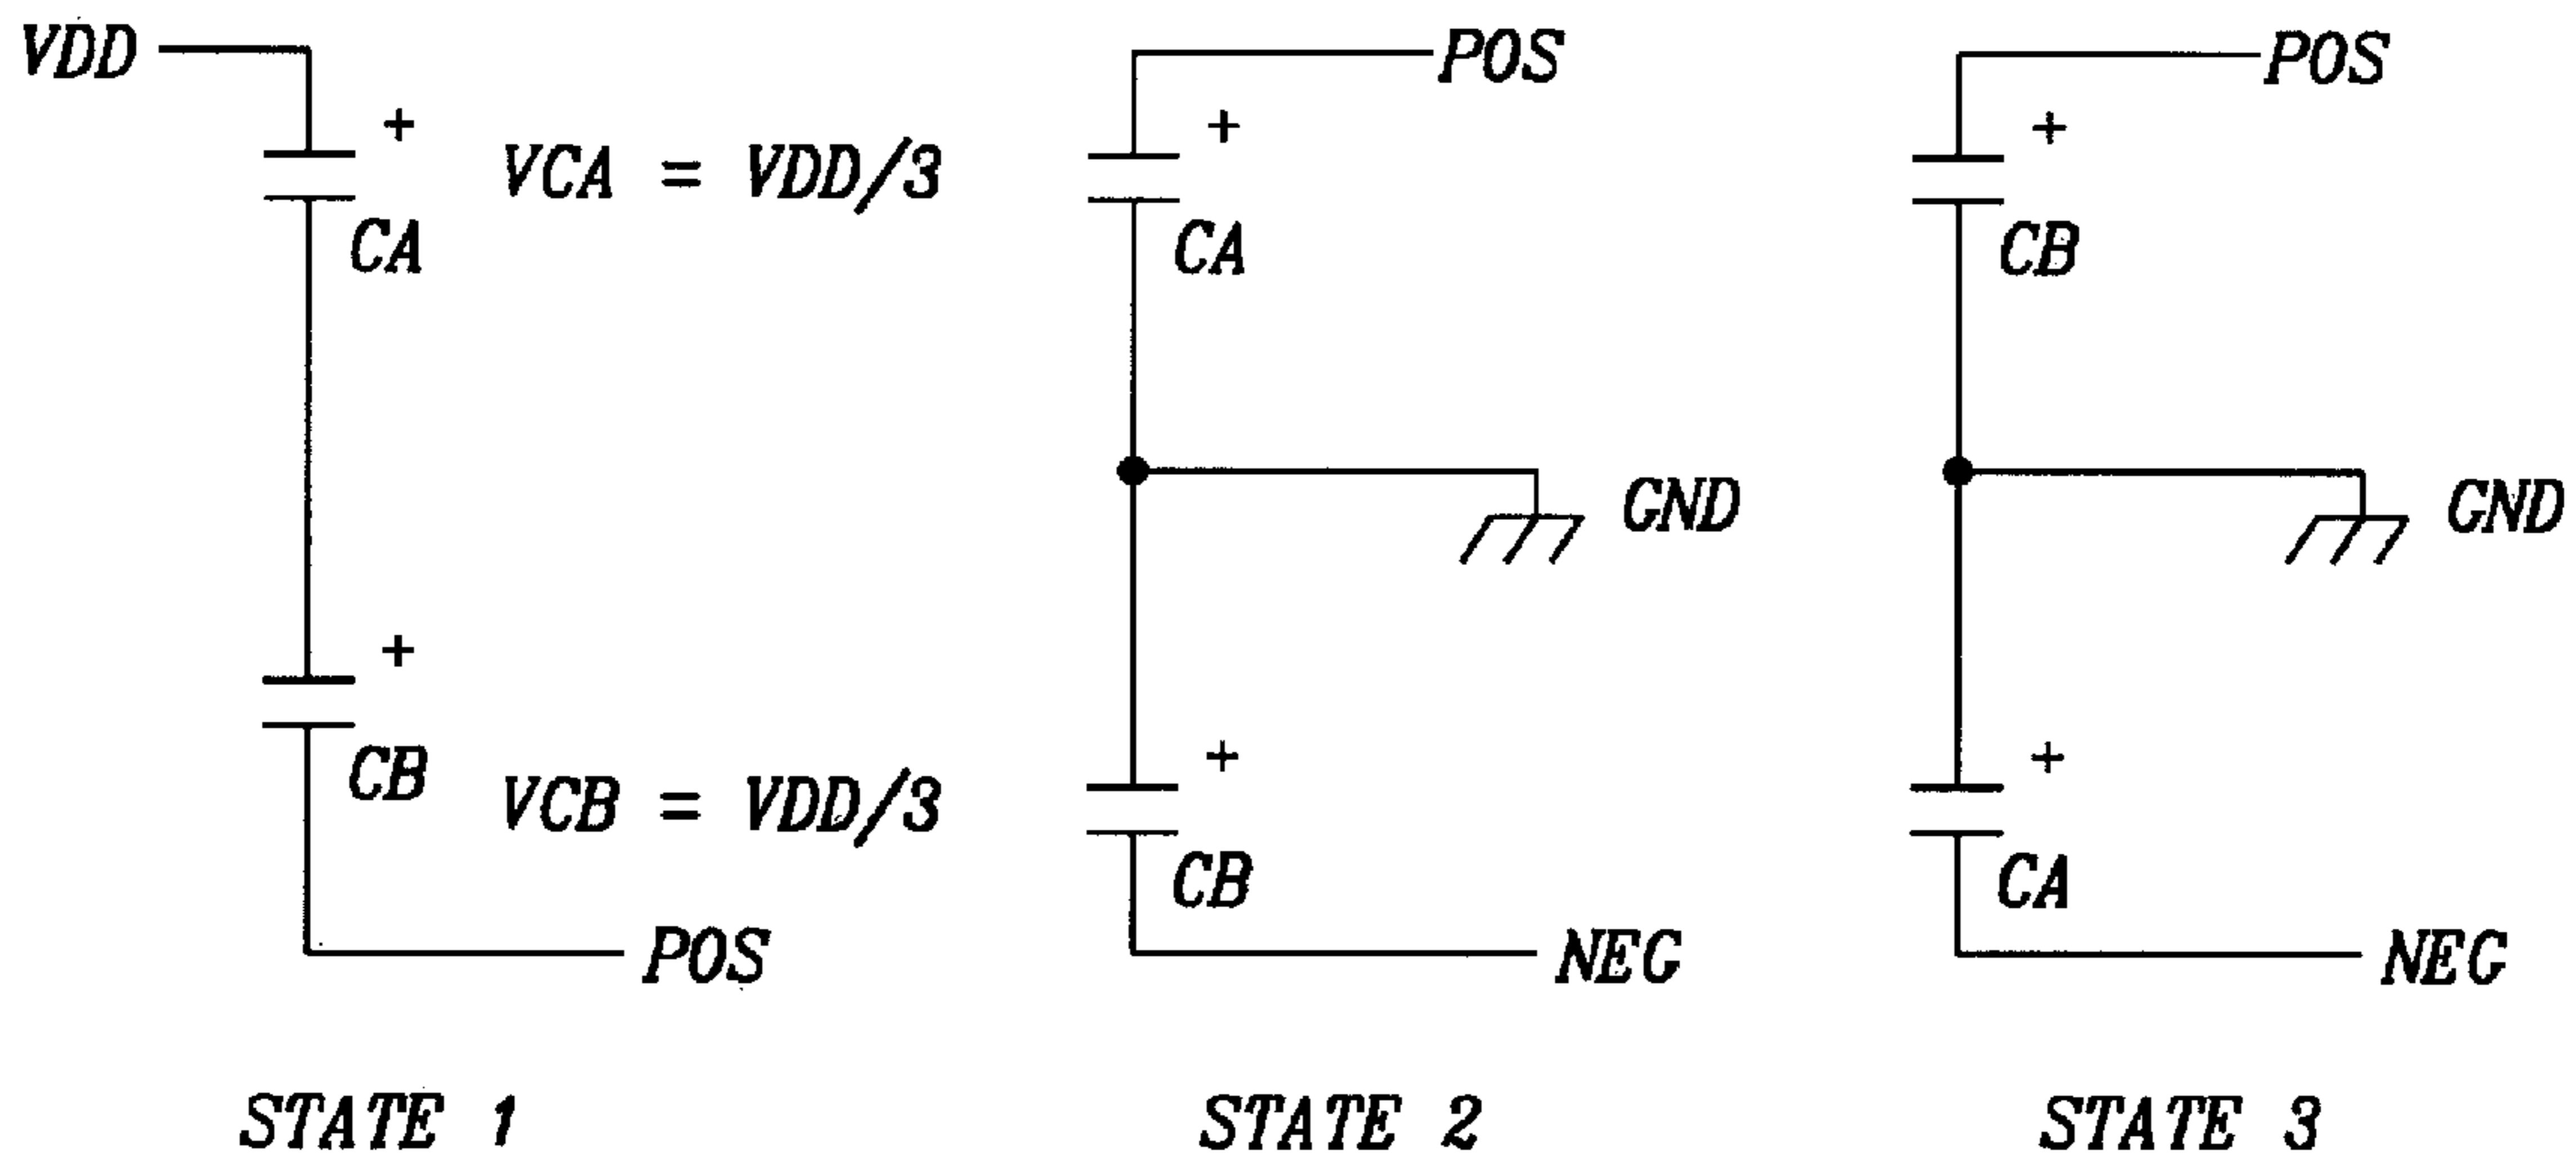 VDD
+
VCA = VDD/3
CA
+
CB
VCB = VDD/3
POS
STATE 1
POS
+
CA
GND
+
CB
NEG
STATE 2
POS
+
CB
GND
+
CA
NEG
STATE 3